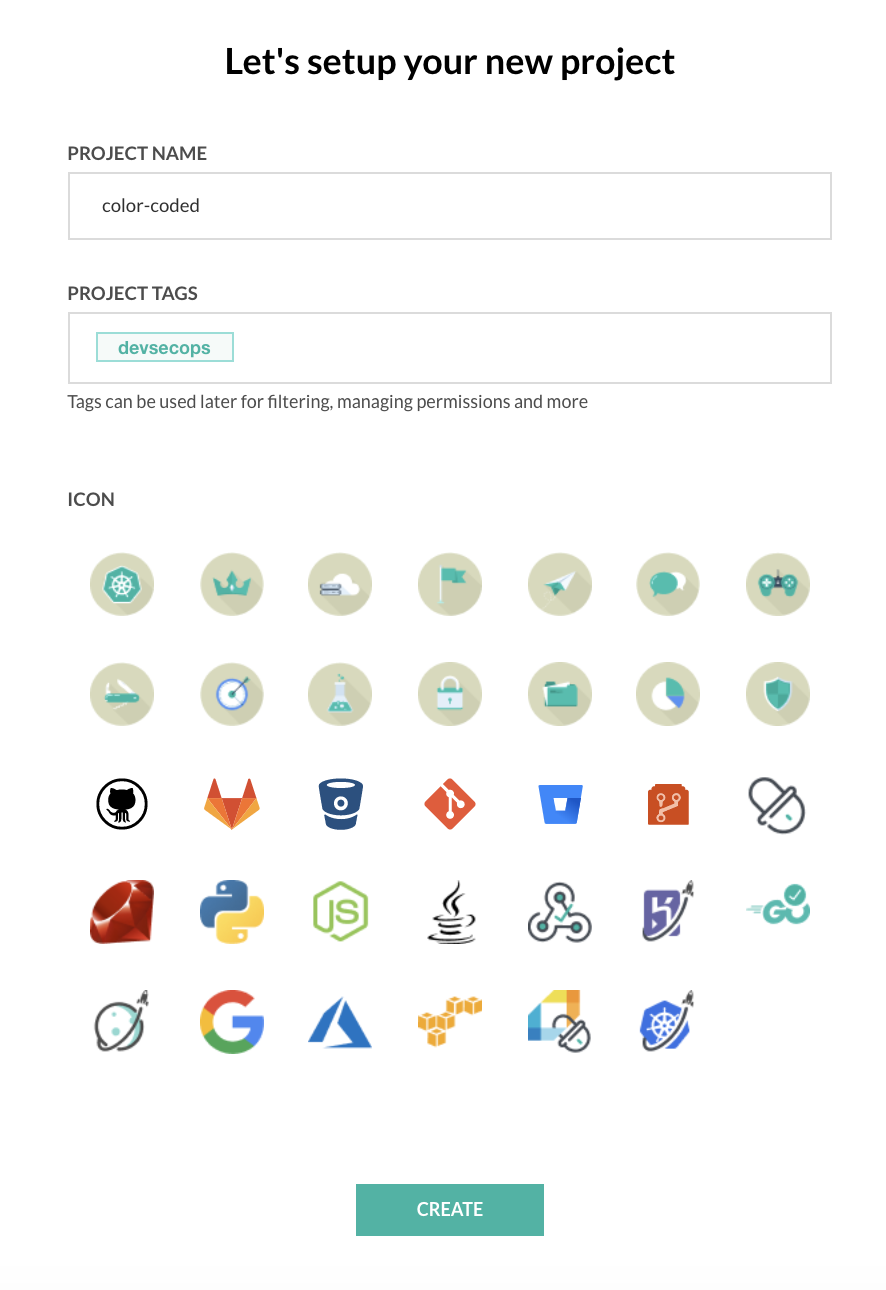 Let's setup your new project
PROJECT NAME
color-coded
PROJECT TAGS
devsecops
Tags can be used later for filtering, managing permissions and more
ICON
JS
GO
CREATE